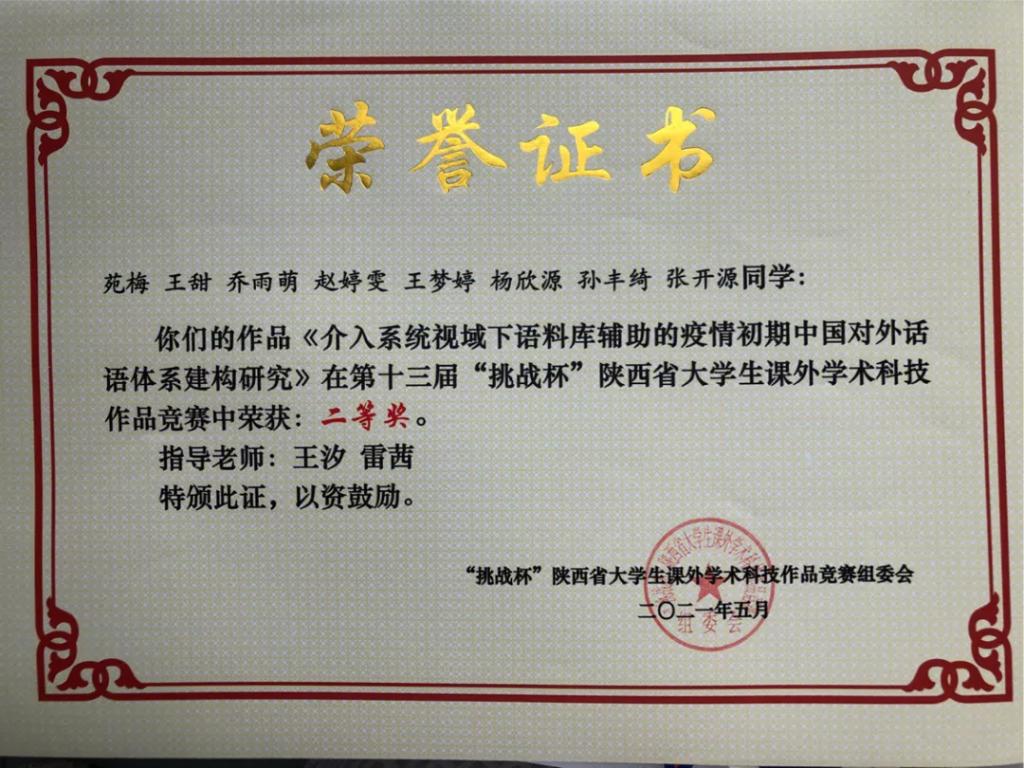 荣誉证书
苑梅 王甜 乔雨萌 赵婷雯 王梦婷 杨欣源 孙丰绮 张开源同学：
你们的作品《介入系统视域下语料库辅助的疫情初期中国对外话
语体系建构研究》在第十三届“挑战杯”陕西省大学生课外学术科技
作品竞赛中荣获：二等奖。
指导老师：王汐 雷茜
特颁此证，以资鼓励。
“挑战杯”陕西省大学生课外学术科技作品竞赛组委会
二〇二一年五月
组委会